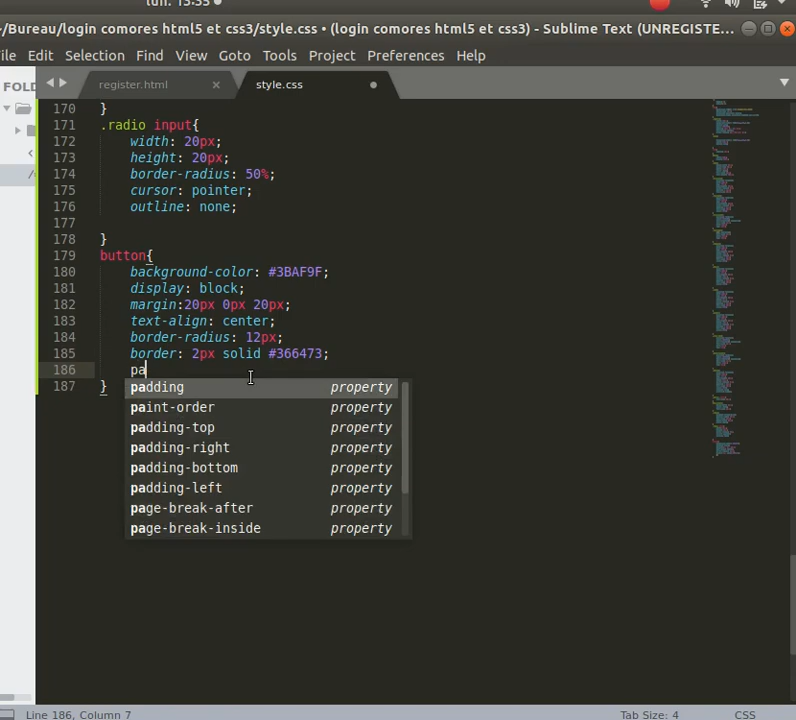 lun. 15:35
~/Bureau/login comores html5 et css3/style.css • (login comores html5 et css3) - Sublime Text (UNREGISTE...
ile Edit Selection Find View Goto Tools Project Preferences Help
FOLD
register.html
style.css
170 }
171 .radio input{
172 width: 20px;
173 height: 20px;
174 border-radius: 50%;
175 cursor: pointer;
176 outline: none;
177
178 }
179 button{
180 background-color: #3BAF9F;
181 display: block;
182 margin:20px 0px 20px;
183 text-align: center;
184 border-radius: 12px;
185 border: 2px solid #366473;
186 pa
187 }
padding property
paint-order property
padding-top property
padding-right property
padding-bottom property
padding-left property
page-break-after property
page-break-inside property
Line 186, Column 7
Tab Size: 4
CSS